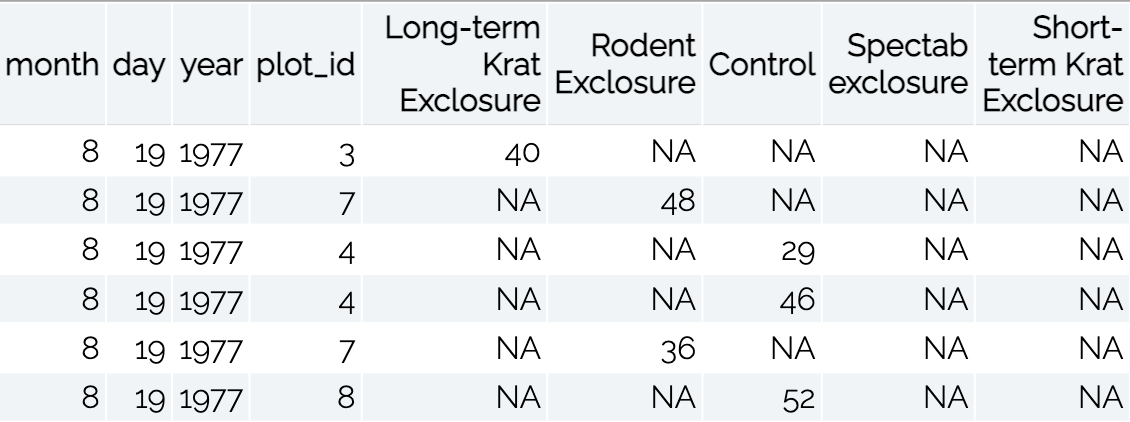 month day year plot_id Long-term Krat Exclosure Rodent Exclosure Control Spectab exclosure Short-term Krat Exclosure
8 19 1977 3 40 NA NA NA NA
8 19 1977 7 NA 48 NA NA NA
8 19 1977 4 NA NA 29 NA NA
8 19 1977 4 NA NA 46 NA NA
8 19 1977 7 NA 36 NA NA NA
8 19 1977 8 NA NA 52 NA NA